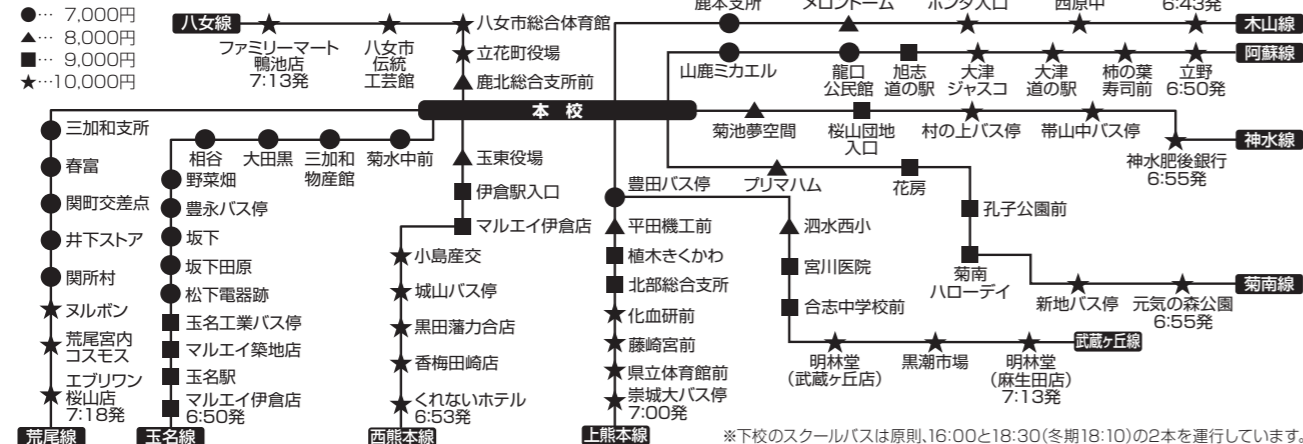 ●… 7,000円
▲… 8,000円
■… 9,000円
★…10,000円
八女線
ファミリーマート
鴨池店
7:13発
八女市
伝統
工芸館
八女市総合体育館
立花町役場
鹿北総合支所前
鹿本支所
メロンドーム
ホンダ入口
西原中
6:43発
木山線
山鹿ミカエル
龍口
公民館
旭志
道の駅
大津
ジャスコ
大津
道の駅
柿の葉
寿司前
立野
6:50発
阿蘇線
本校
菊池夢空間
桜山団地
入口
村の上バス停
帯山中バス停
神水肥後銀行
6:55発
神水線
プリマハム
花房
孔子公園前
菊南
ハローデイ
新地バス停
元気の森公園
6:55発
菊南線
三加和支所
春富
関町交差点
井下ストア
関所村
ヌルボン
荒尾宮内
コスモス
エブリワン
桜山店
7:18発
荒尾線
相谷
大田黒
三加和
物産館
菊水中前
野菜畑
豊永バス停
坂下
坂下田原
松下電器跡
玉名工業バス停
マルエイ築地店
玉名駅
マルエイ伊倉店
6:50発
玉名線
玉東役場
伊倉駅入口
マルエイ伊倉店
小島産交
城山バス停
黒田藩力合店
香梅田崎店
くれないホテル
6:53発
西熊本線
豊田バス停
平田機工前
植木きくかわ
北部総合支所
化血研前
藤崎宮前
県立体育館前
崇城大バス停
7:00発
上熊本線
泗水西小
宮川医院
合志中学校前
明林堂
(武蔵ヶ丘店)
黒潮市場
明林堂
(麻生田店)
7:13発
武蔵ヶ丘線
※下校のスクールバスは原則、16:00と18:30(冬期18:10)の2本を運行しています。